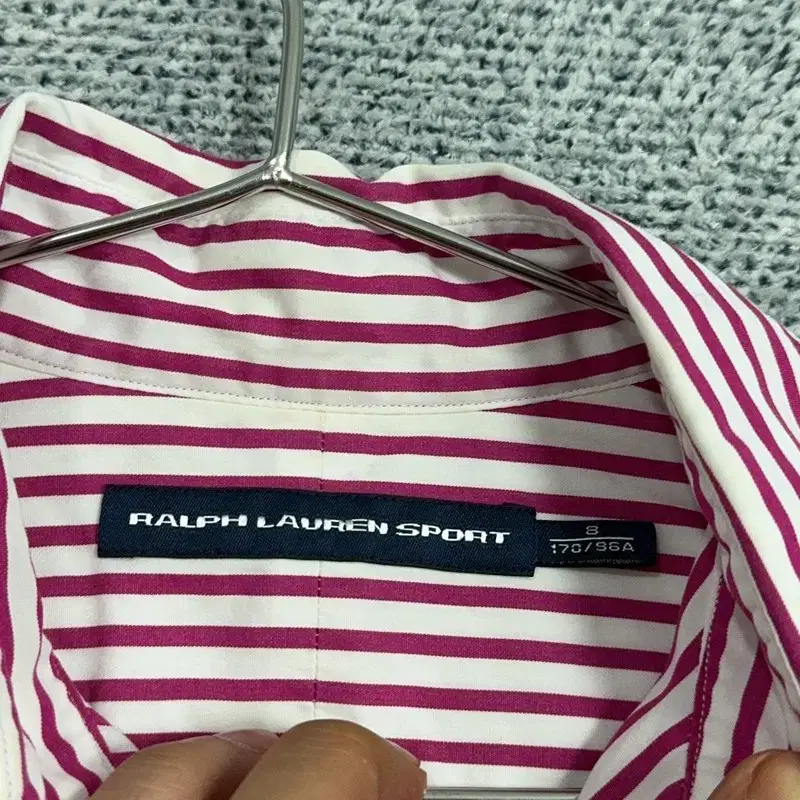 RALPH LAUREN SPORT
8
170/96A